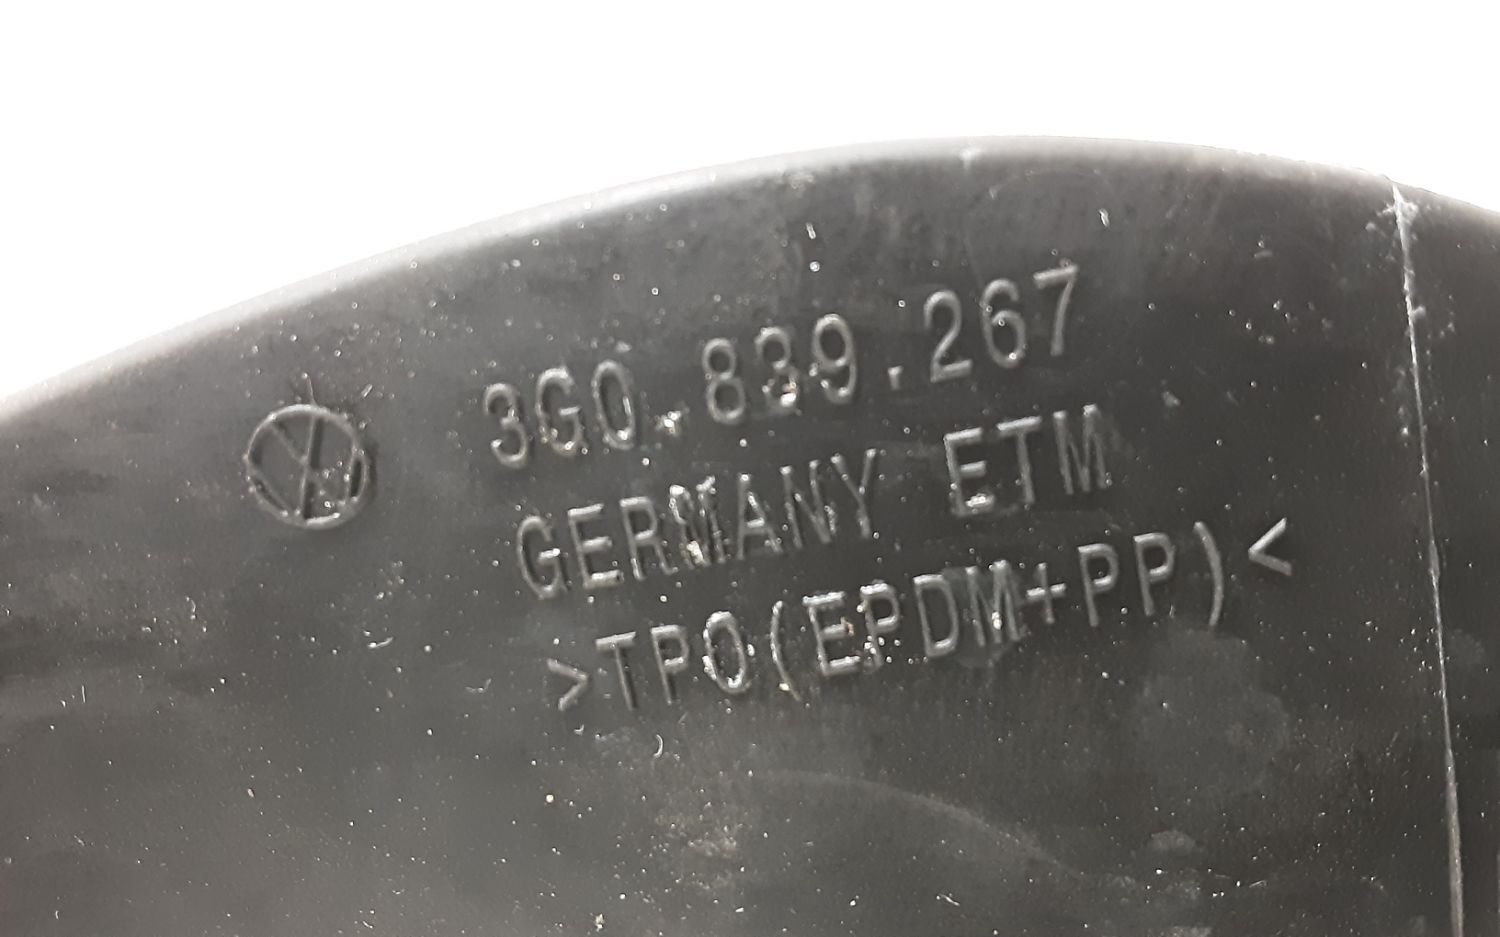 3G0.839.267
GERMANY ETM
>TPO(EPDM+PP)<